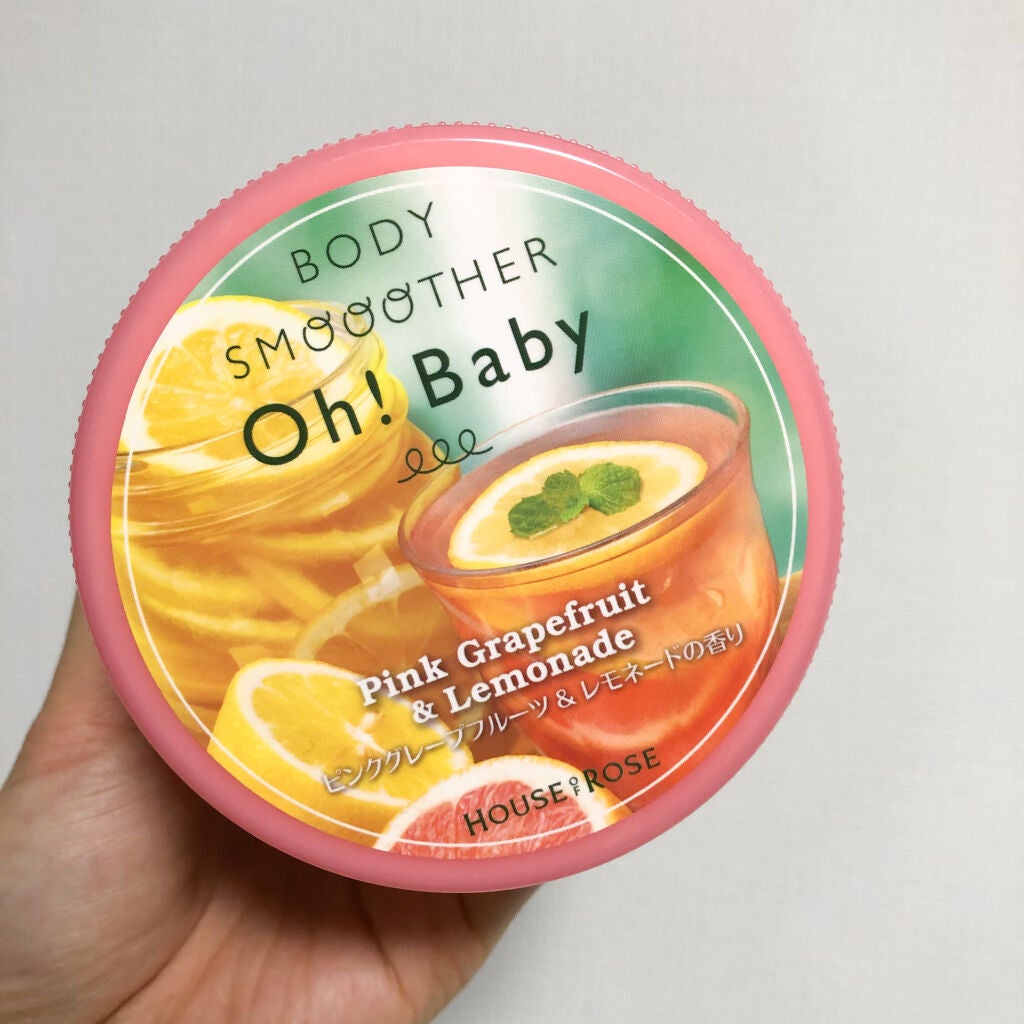 BODY
SMOOOTHER
Oh! Baby
Pink Grapefruit
& Lemonade
ピンクグレープフルーツ & レモネードの香り
HOUSE OF ROSE